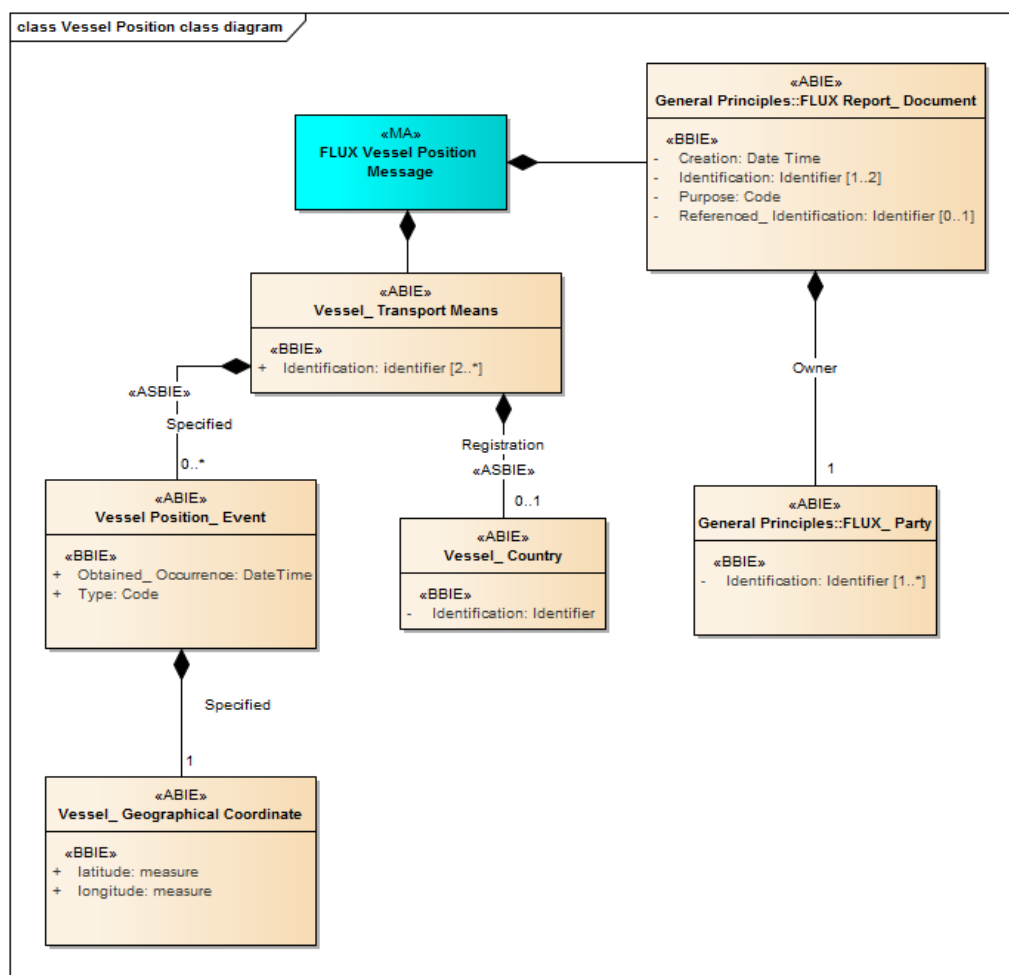 class Vessel Position class diagram
«ABIE»
General Principles::FLUX Report_ Document
«BBIE»
- Creation: Date Time
- Identification: Identifier [1..2]
- Purpose: Code
- Referenced_ Identification: Identifier [0..1]
«MA»
FLUX Vessel Position
Message
«ABIE»
Vessel_ Transport Means
«BBIE»
+ Identification: identifier [2..*]
Owner
«ASBIE»
Specified
0..*
Registration
«ASBIE»
0..1
1
«ABIE»
Vessel Position_ Event
«BBIE»
+ Obtained_ Occurrence: DateTime
+ Type: Code
«ABIE»
Vessel_ Country
«BBIE»
- Identification: Identifier
«ABIE»
General Principles::FLUX_ Party
«BBIE»
- Identification: Identifier [1..*]
Specified
1
«ABIE»
Vessel_ Geographical Coordinate
«BBIE»
+ latitude: measure
+ longitude: measure